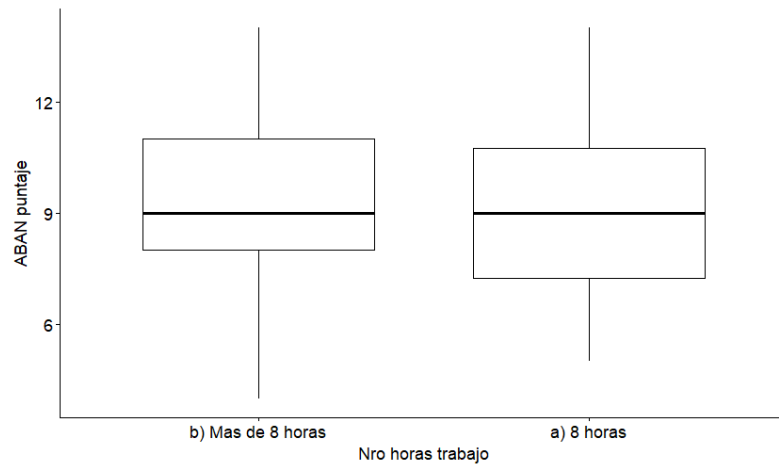 ABAN puntaje
12
9
6
b) Mas de 8 horas
a) 8 horas
Nro horas trabajo